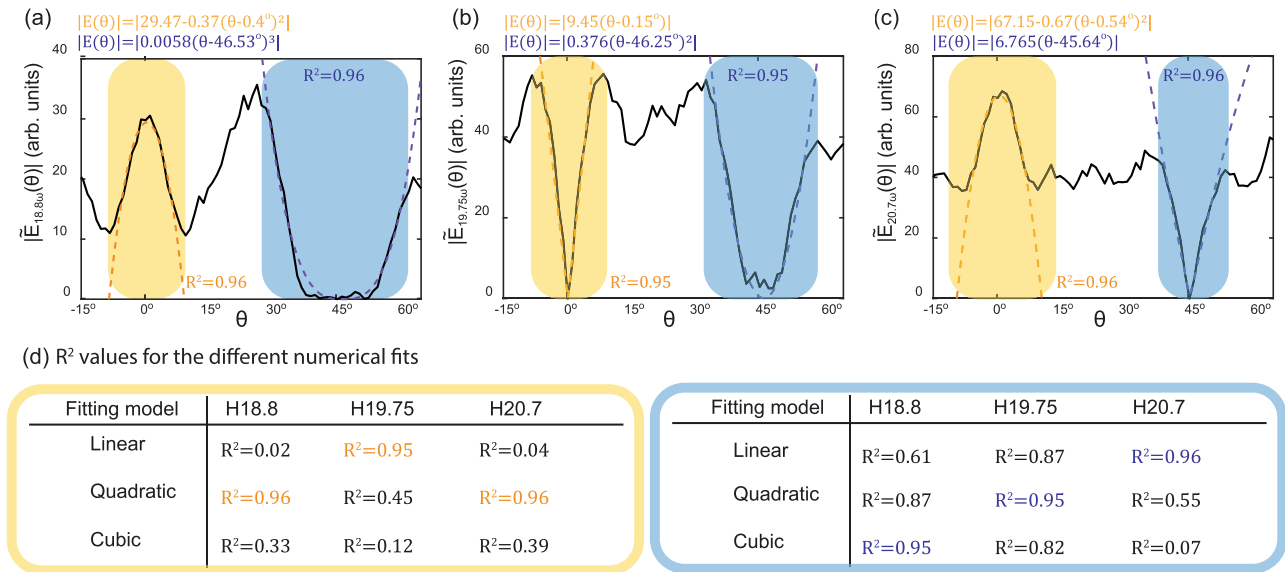 (a)
|E(θ)|=|29.47-0.37(θ-0.4°)²|
|E(θ)|=|0.0058(θ-46.53°)³|
|Ẽ₁₈.₈ω(θ)| (arb. units)
40
30
20
10
0
R²=0.96
R²=0.96
-15° 0° 15° 30° 45° 60°
θ
(b)
|E(θ)|=|9.45(θ-0.15°)|
|E(θ)|=|0.376(θ-46.25°)²|
|Ẽ₁₉.₇₅ω(θ)| (arb. units)
60
40
20
0
R²=0.95
R²=0.95
-15° 0° 15° 30° 45° 60°
θ
(c)
|E(θ)|=|67.15-0.67(θ-0.54°)²|
|E(θ)|=|6.765(θ-45.64°)|
|Ẽ₂₀.₇ω(θ)| (arb. units)
80
60
40
20
0
R²=0.96
R²=0.96
-15° 0° 15° 30° 45° 60°
θ
(d) R² values for the different numerical fits
Fitting model H18.8 H19.75 H20.7
Linear R²=0.02 R²=0.95 R²=0.04
Quadratic R²=0.96 R²=0.45 R²=0.96
Cubic R²=0.33 R²=0.12 R²=0.39
Fitting model H18.8 H19.75 H20.7
Linear R²=0.61 R²=0.87 R²=0.96
Quadratic R²=0.87 R²=0.95 R²=0.55
Cubic R²=0.95 R²=0.82 R²=0.07